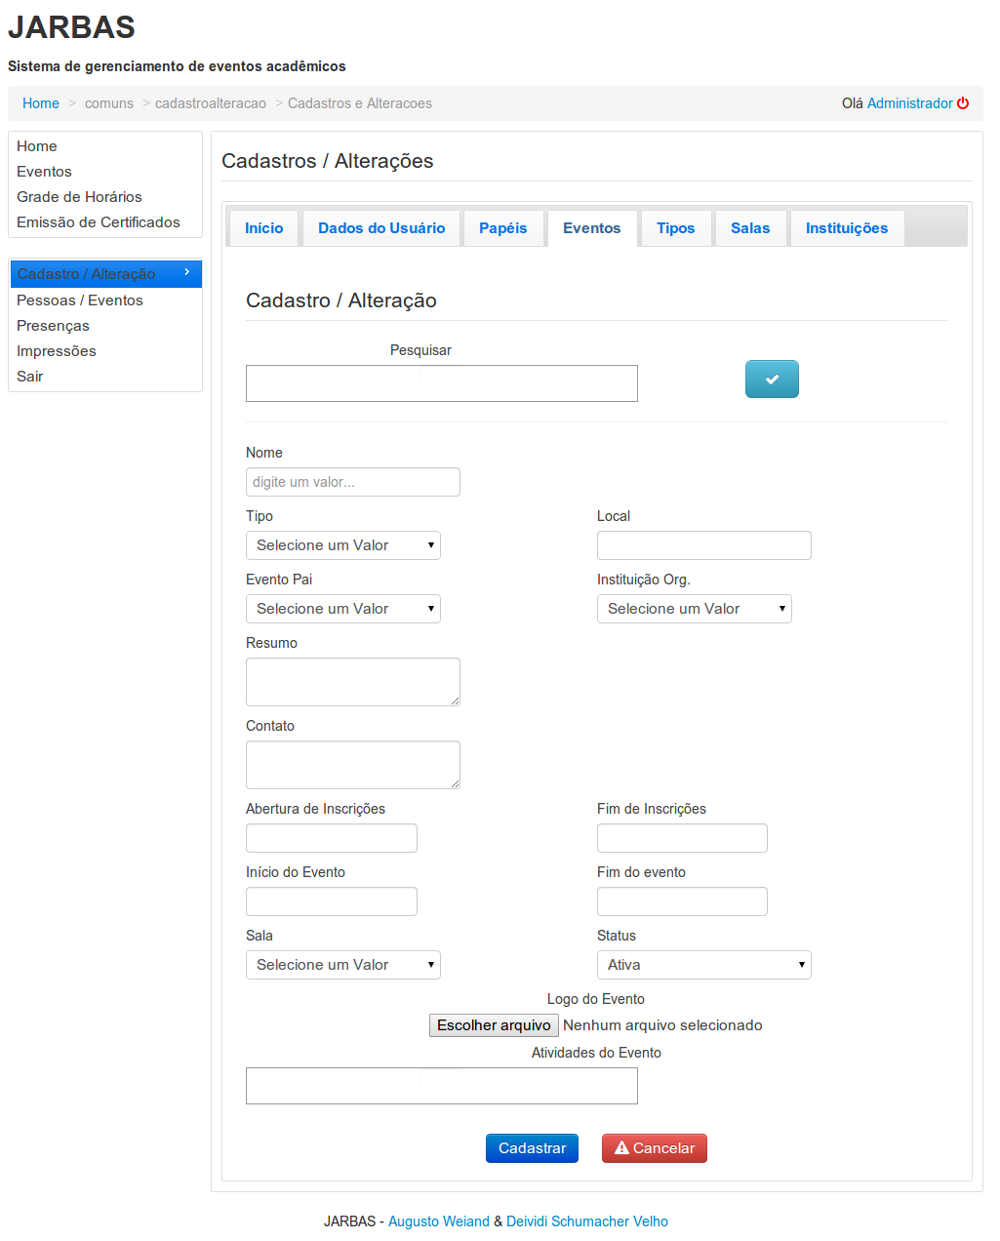 JARBAS
Sistema de gerenciamento de eventos acadêmicos
Home > comuns > cadastroalteracao > Cadastros e Alteracoes
Olá Administrador
Home
Eventos
Grade de Horários
Emissão de Certificados
Cadastro / Alteração
Pessoas / Eventos
Presenças
Impressões
Sair
Cadastros / Alterações
Início Dados do Usuário Papéis Eventos Tipos Salas Instituições
Cadastro / Alteração
Pesquisar
Nome
digite um valor...
Tipo Local
Selecione um Valor
Evento Pai Instituição Org.
Selecione um Valor Selecione um Valor
Resumo
Contato
Abertura de Inscrições Fim de Inscrições
Início do Evento Fim do evento
Sala Status
Selecione um Valor Ativa
Logo do Evento
Escolher arquivo Nenhum arquivo selecionado
Atividades do Evento
Cadastrar Cancelar
JARBAS - Augusto Weiand & Deividi Schumacher Velho